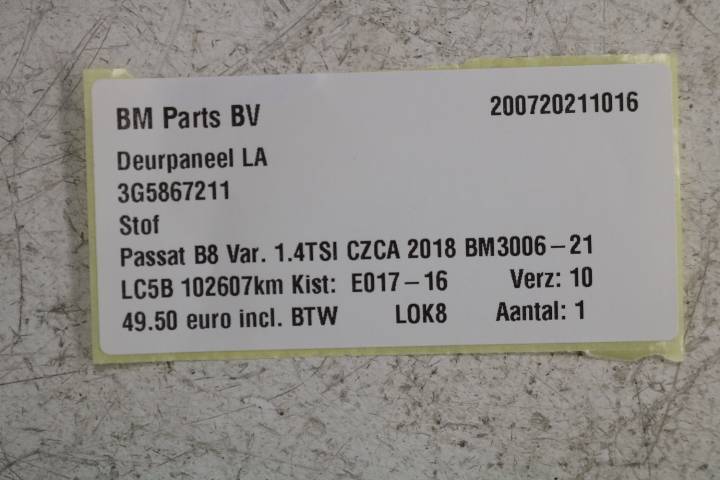 BM Parts BV 200720211016
Deurpaneel LA
3G5867211
Stof
Passat B8 Var. 1.4TSI CZCA 2018 BM3006-21
LC5B 102607km Kist: E017-16 Verz: 10
49.50 euro incl. BTW LOK8 Aantal: 1